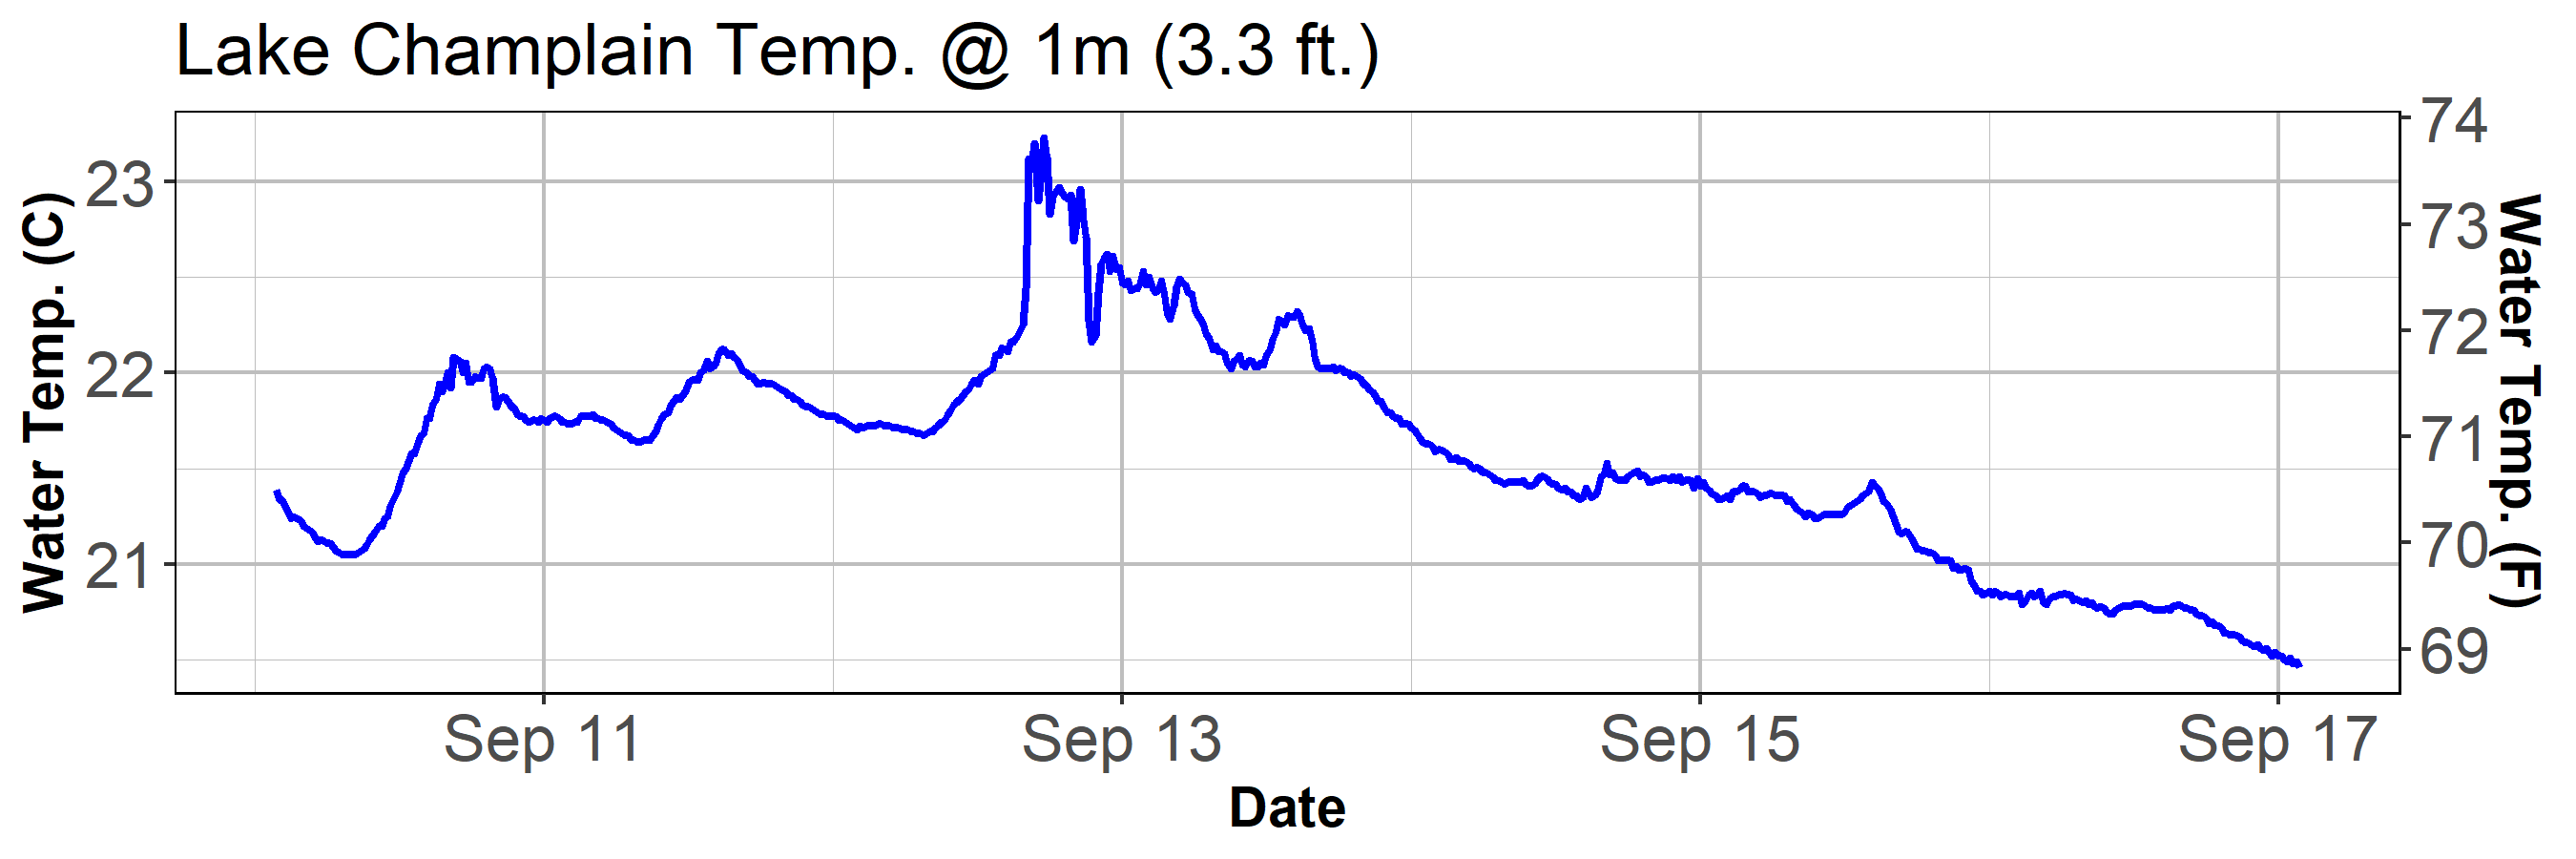 Lake Champlain Temp. @ 1m (3.3 ft.)
Water Temp. (C)
23
22
21
74
73
72
71
70
69
Water Temp. (F)
Sep 11
Sep 13
Sep 15
Sep 17
Date